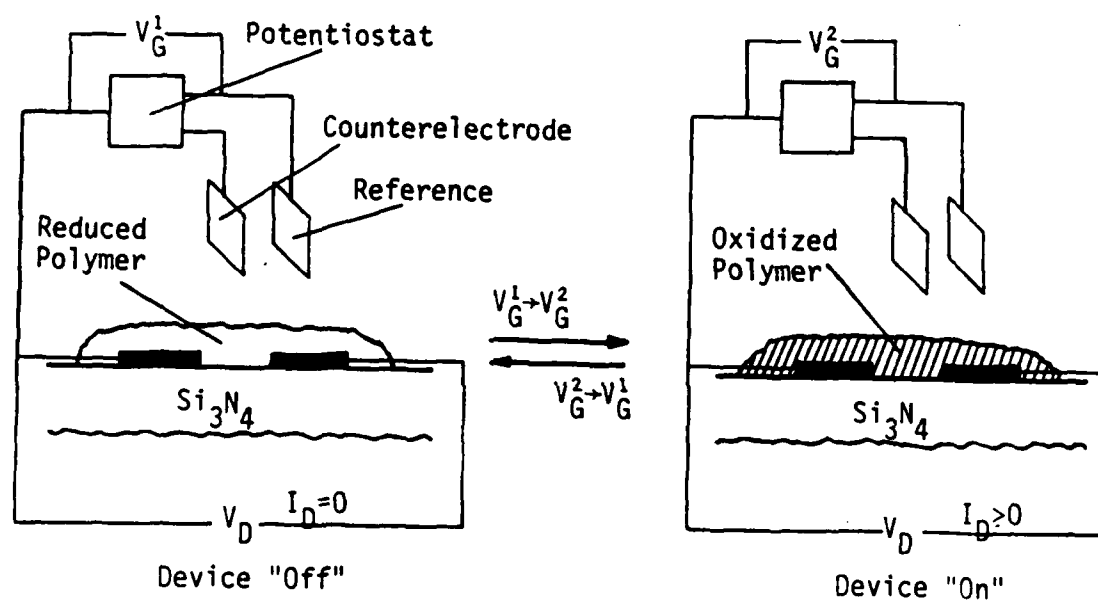 V_G^1
Potentiostat
Counterelectrode
Reference
Reduced
Polymer
Si₃N₄
I_D=0
V_D
Device "Off"
V_G^1→V_G^2
V_G^2→V_G^1
V_G^2
Oxidized
Polymer
Si₃N₄
I_D≥0
V_D
Device "On"